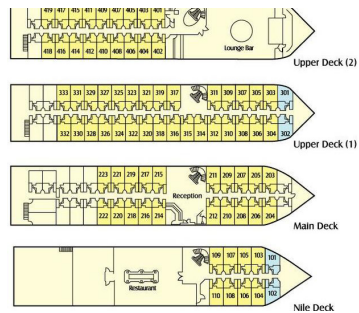 419 417 415 411 409 407 405 403 401
418 416 414 412 410 408 406 404 402
Lounge Bar
Upper Deck (2)
333 331 329 327 325 323 321 319 317 311 309 307 305 303 301
332 330 328 326 324 322 320 318 316 315 314 312 310 308 306 304 302
Upper Deck (1)
223 221 219 217 215 211 209 207 205 203
Reception
222 220 218 216 214 212 210 208 206 204
Main Deck
109 107 105 103 101
Restaurant
110 108 106 104 102
Nile Deck